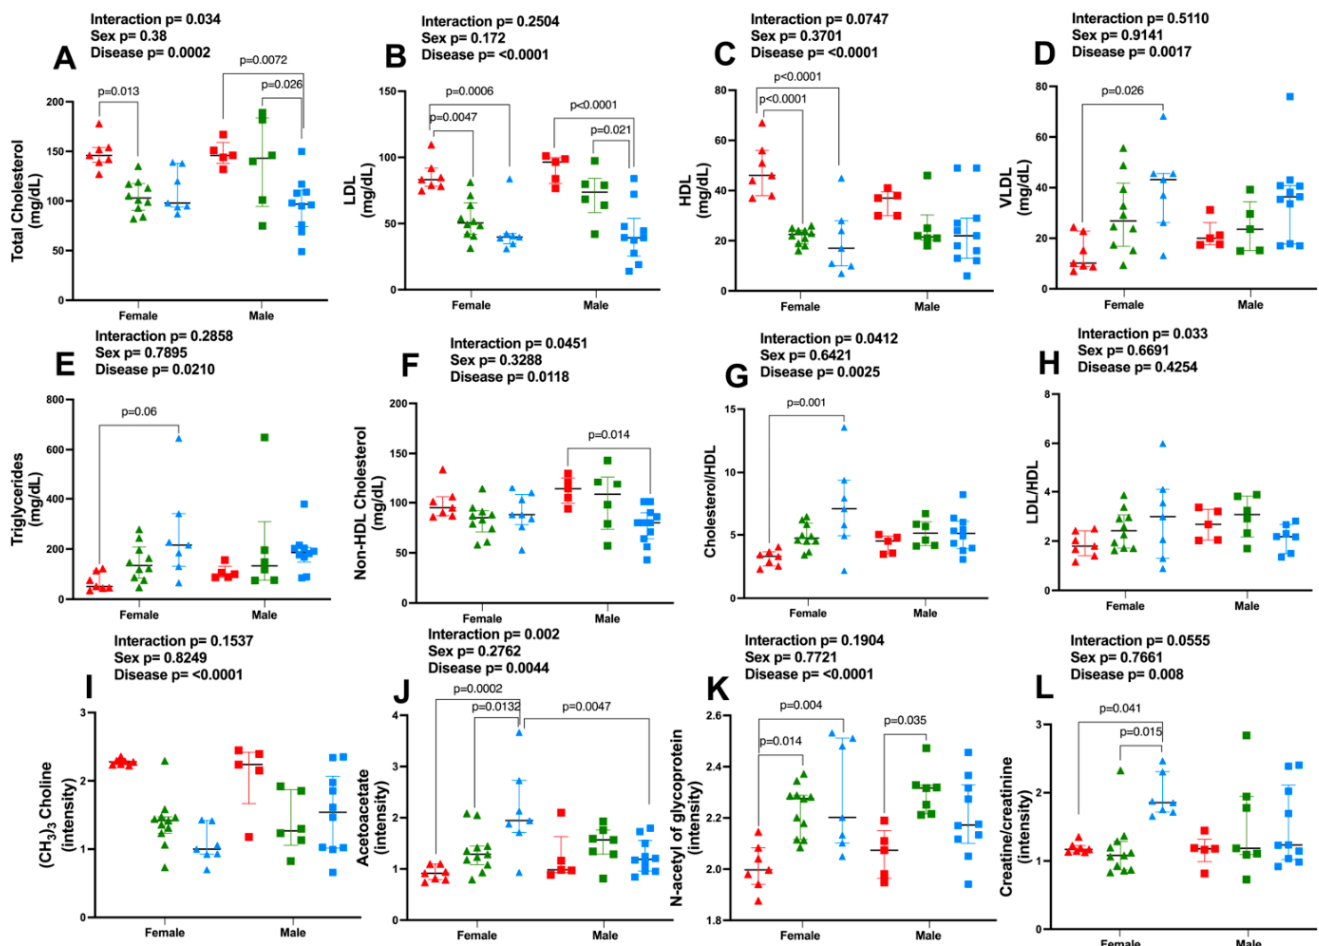 A
Interaction p= 0.034
Sex p= 0.38
Disease p= 0.0002
p=0.0072
p=0.013
p=0.026
Total Cholesterol
(mg/dL)
200
150
100
50
0
Female
Male
B
Interaction p= 0.2504
Sex p= 0.172
Disease p= <0.0001
p=0.0006
p=0.0047
p<0.0001
p=0.021
LDL
(mg/dL)
150
100
50
0
Female
Male
C
Interaction p= 0.0747
Sex p= 0.3701
Disease p= <0.0001
p<0.0001
p<0.0001
HDL
(mg/dL)
80
60
40
20
0
Female
Male
D
Interaction p= 0.5110
Sex p= 0.9141
Disease p= 0.0017
p=0.026
VLDL
(mg/dL)
80
60
40
20
0
Female
Male
E
Interaction p= 0.2858
Sex p= 0.7895
Disease p= 0.0210
p=0.06
Triglycerides
(mg/dL)
800
600
400
200
0
Female
Male
F
Interaction p= 0.0451
Sex p= 0.3288
Disease p= 0.0118
p=0.014
Non-HDL Cholesterol
(mg/dL)
200
150
100
50
0
Female
Male
G
Interaction p= 0.0412
Sex p= 0.6421
Disease p= 0.0025
p=0.001
Cholesterol/HDL
15
10
5
0
Female
Male
H
Interaction p= 0.033
Sex p= 0.6691
Disease p= 0.4254
LDL/HDL
8
6
4
2
0
Female
Male
I
Interaction p= 0.1537
Sex p= 0.8249
Disease p= <0.0001
(CH₃)₃ Choline
(intensity)
3
2
1
0
Female
Male
J
Interaction p= 0.002
Sex p= 0.2762
Disease p= 0.0044
p=0.0002
p=0.0132
p=0.0047
Acetoacetate
(intensity)
4
3
2
1
0
Female
Male
K
Interaction p= 0.1904
Sex p= 0.7721
Disease p= <0.0001
p=0.004
p=0.014
p=0.035
N-acetyl of glycoprotein
(intensity)
2.6
2.4
2.2
2.0
1.8
Female
Male
L
Interaction p= 0.0555
Sex p= 0.7661
Disease p= 0.008
p=0.041
p=0.015
Creatine/creatinine
(intensity)
3
2
1
0
Female
Male